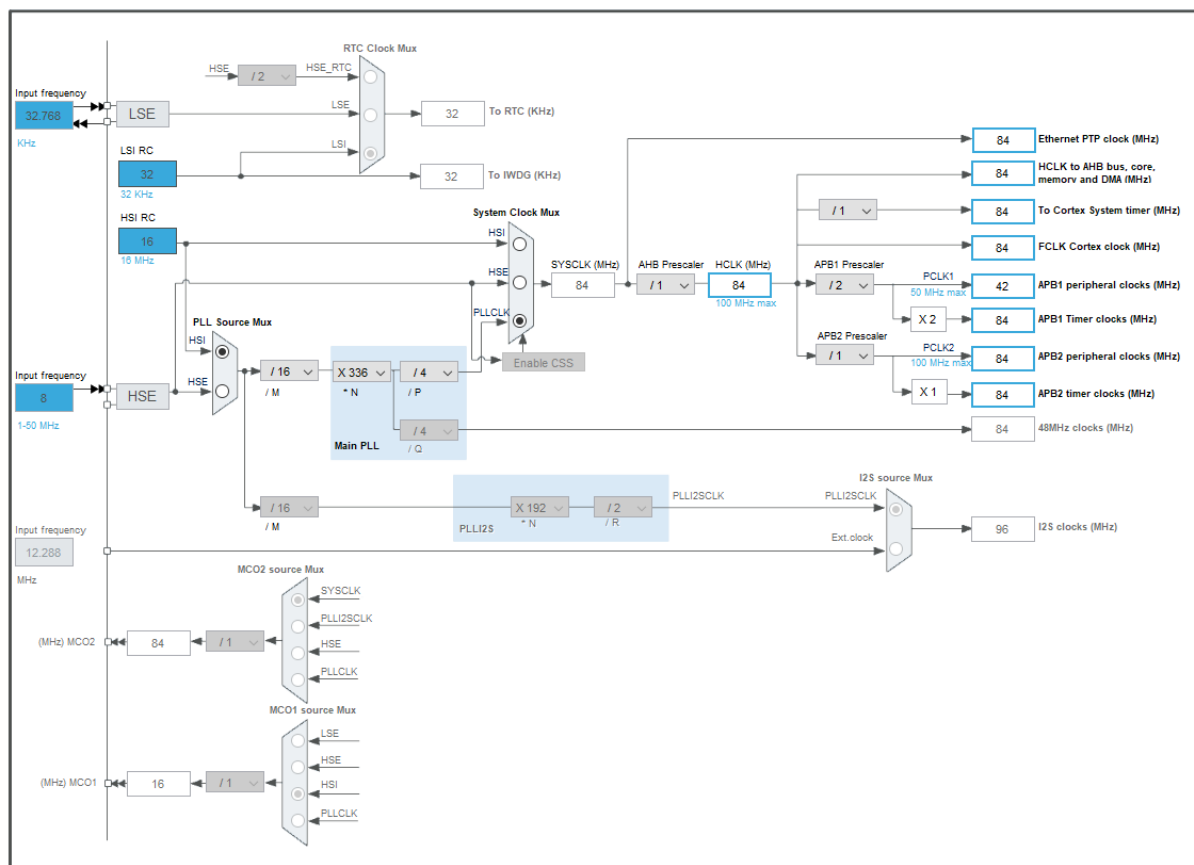 RTC Clock Mux
HSE
/ 2
HSE_RTC
Input frequency
32.768
KHz
LSE
LSE
32
To RTC (KHz)
LSI RC
32
32 KHz
LSI
32
To IWDG (KHz)
HSI RC
16
16 MHz
System Clock Mux
HSI
HSE
PLLCLK
Enable CSS
SYSCLK (MHz)
84
AHB Prescaler
/ 1
HCLK (MHz)
84
100 MHz max
84
Ethernet PTP clock (MHz)
84
HCLK to AHB bus, core,
memory and DMA (MHz)
/ 1
84
To Cortex System timer (MHz)
84
FCLK Cortex clock (MHz)
APB1 Prescaler
/ 2
PCLK1
50 MHz max
42
APB1 peripheral clocks (MHz)
X 2
84
APB1 Timer clocks (MHz)
APB2 Prescaler
/ 1
PCLK2
100 MHz max
84
APB2 peripheral clocks (MHz)
X 1
84
APB2 timer clocks (MHz)
84
48MHz clocks (MHz)
PLL Source Mux
HSI
HSE
Input frequency
8
1-50 MHz
HSE
/ 16
/ M
X 336
* N
/ 4
/ P
/ 4
/ Q
Main PLL
/ 16
/ M
PLLI2S
X 192
* N
/ 2
/ R
PLLI2SCLK
I2S source Mux
PLLI2SCLK
Ext.clock
96
I2S clocks (MHz)
Input frequency
12.288
MHz
MCO2 source Mux
SYSCLK
PLLI2SCLK
HSE
PLLCLK
(MHz) MCO2
84
/ 1
MCO1 source Mux
LSE
HSE
HSI
PLLCLK
(MHz) MCO1
16
/ 1